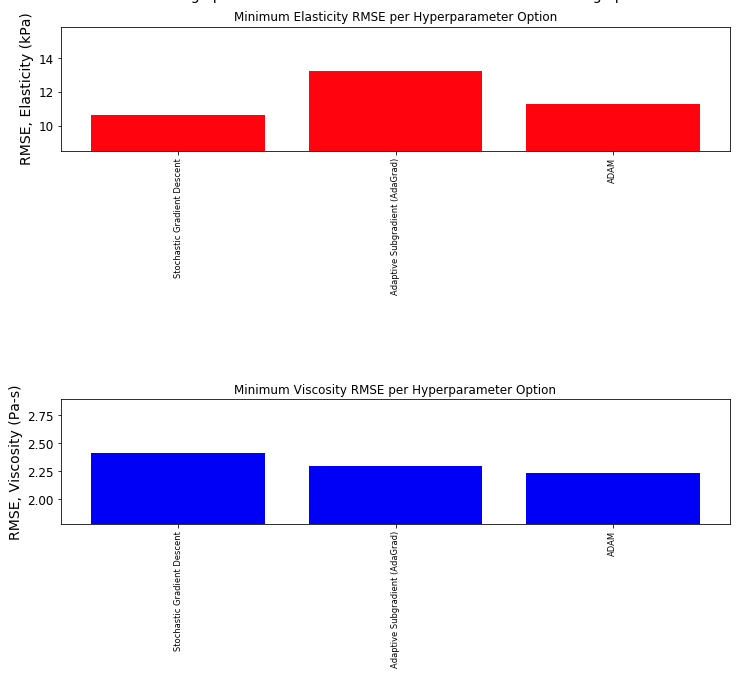 Minimum Elasticity RMSE per Hyperparameter Option
RMSE, Elasticity (kPa)
14
12
10
Stochastic Gradient Descent
Adaptive Subgradient (AdaGrad)
ADAM
Minimum Viscosity RMSE per Hyperparameter Option
RMSE, Viscosity (Pa-s)
2.75
2.50
2.25
2.00
Stochastic Gradient Descent
Adaptive Subgradient (AdaGrad)
ADAM